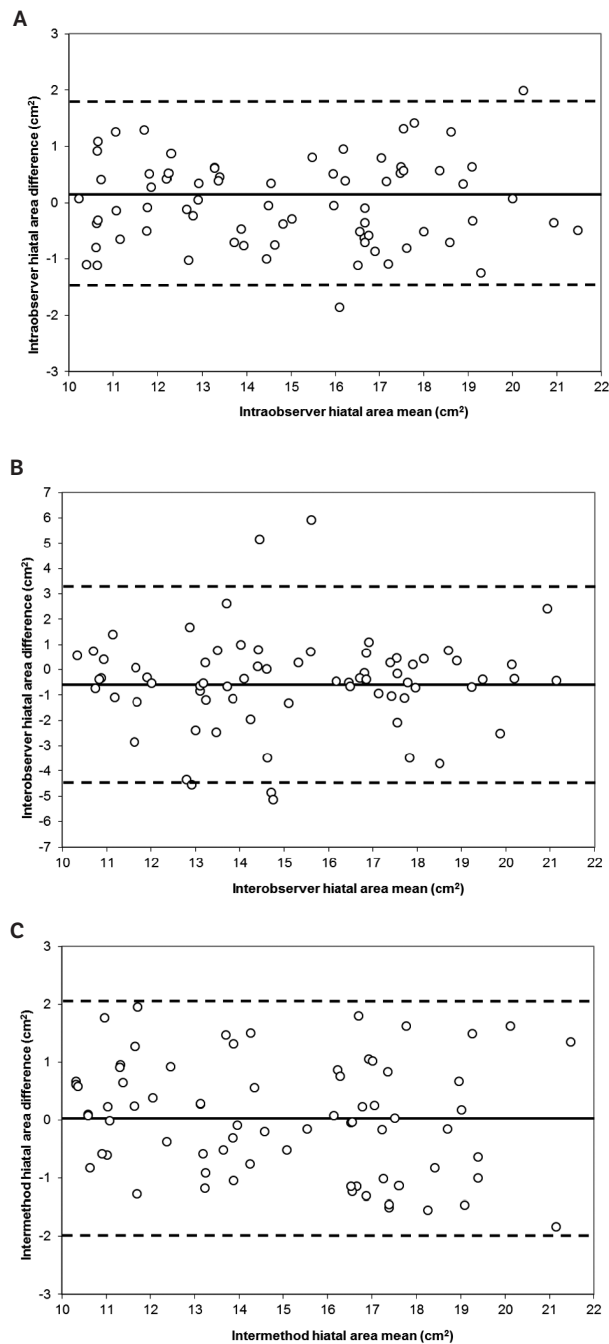 A
Intraobserver hiatal area difference (cm²)
3
2
1
0
-1
-2
-3
10 11 12 13 14 15 16 17 18 19 20 21 22
Intraobserver hiatal area mean (cm²)
B
Interobserver hiatal area difference (cm²)
7
6
5
4
3
2
1
0
-1
-2
-3
-4
-5
-6
-7
10 11 12 13 14 15 16 17 18 19 20 21 22
Interobserver hiatal area mean (cm²)
C
Intermethod hiatal area difference (cm²)
3
2
1
0
-1
-2
-3
10 11 12 13 14 15 16 17 18 19 20 21 22
Intermethod hiatal area mean (cm²)